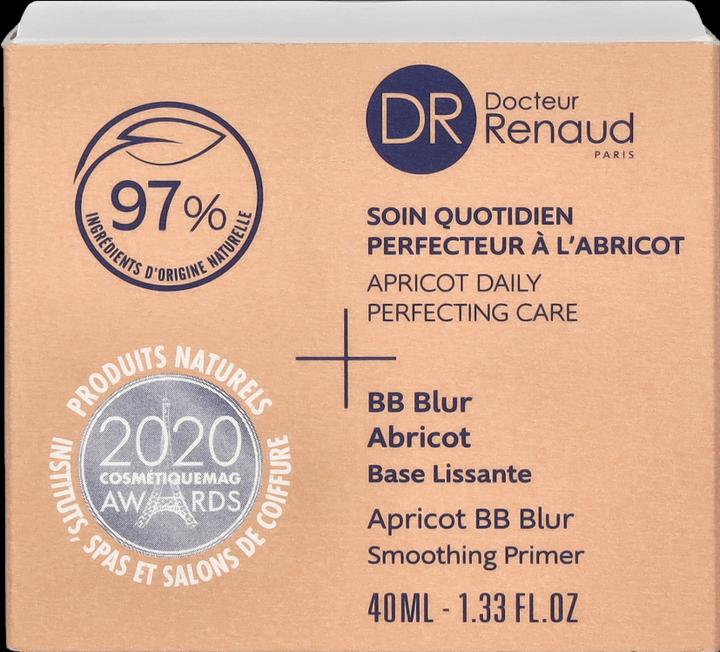 DR Docteur
Renaud
PARIS
97%
INGRÉDIENTS D'ORIGINE NATURELLE
SOIN QUOTIDIEN
PERFECTEUR À L'ABRICOT
APRICOT DAILY
PERFECTING CARE
PRODUITS NATURELS
2020
COSMÉTIQUEMAG
AWARDS
INSTITUTS, SPAS ET SALONS DE COIFFURE
BB Blur
Abricot
Base Lissante
Apricot BB Blur
Smoothing Primer
40ML - 1.33 FL.OZ